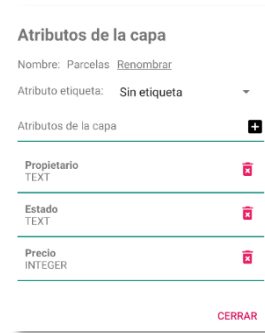 Atributos de la capa
Nombre: Parcelas Renombrar
Atributo etiqueta: Sin etiqueta
Atributos de la capa
Propietario
TEXT
Estado
TEXT
Precio
INTEGER
CERRAR